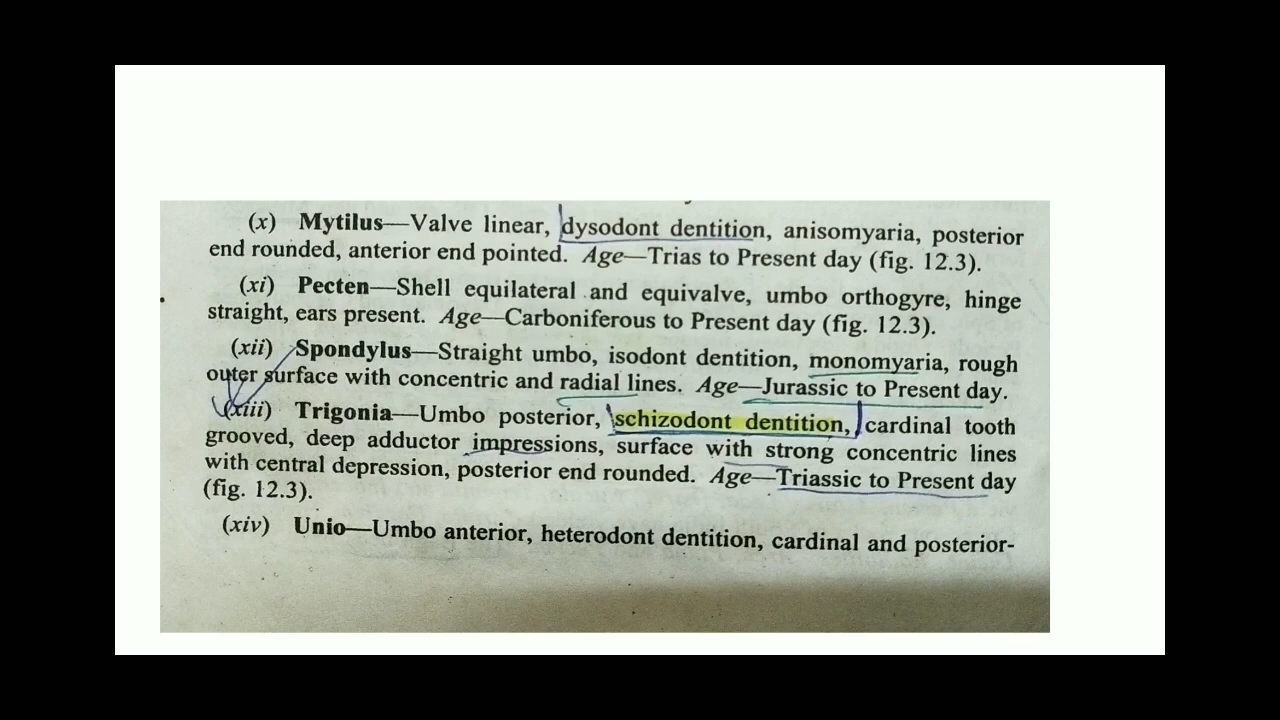 (x) Mytilus—Valve linear, dysodont dentition, anisomyaria, posterior
end rounded, anterior end pointed. Age—Trias to Present day (fig. 12.3).
(xi) Pecten—Shell equilateral and equivalve, umbo orthogyre, hinge
straight, ears present. Age—Carboniferous to Present day (fig. 12.3).
(xii) Spondylus—Straight umbo, isodont dentition, monomyaria, rough
outer surface with concentric and radial lines. Age—Jurassic to Present day.
(xiii) Trigonia—Umbo posterior, schizodont dentition, cardinal tooth
grooved, deep adductor impressions, surface with strong concentric lines
with central depression, posterior end rounded. Age—Triassic to Present day
(fig. 12.3).
(xiv) Unio—Umbo anterior, heterodont dentition, cardinal and posterior-